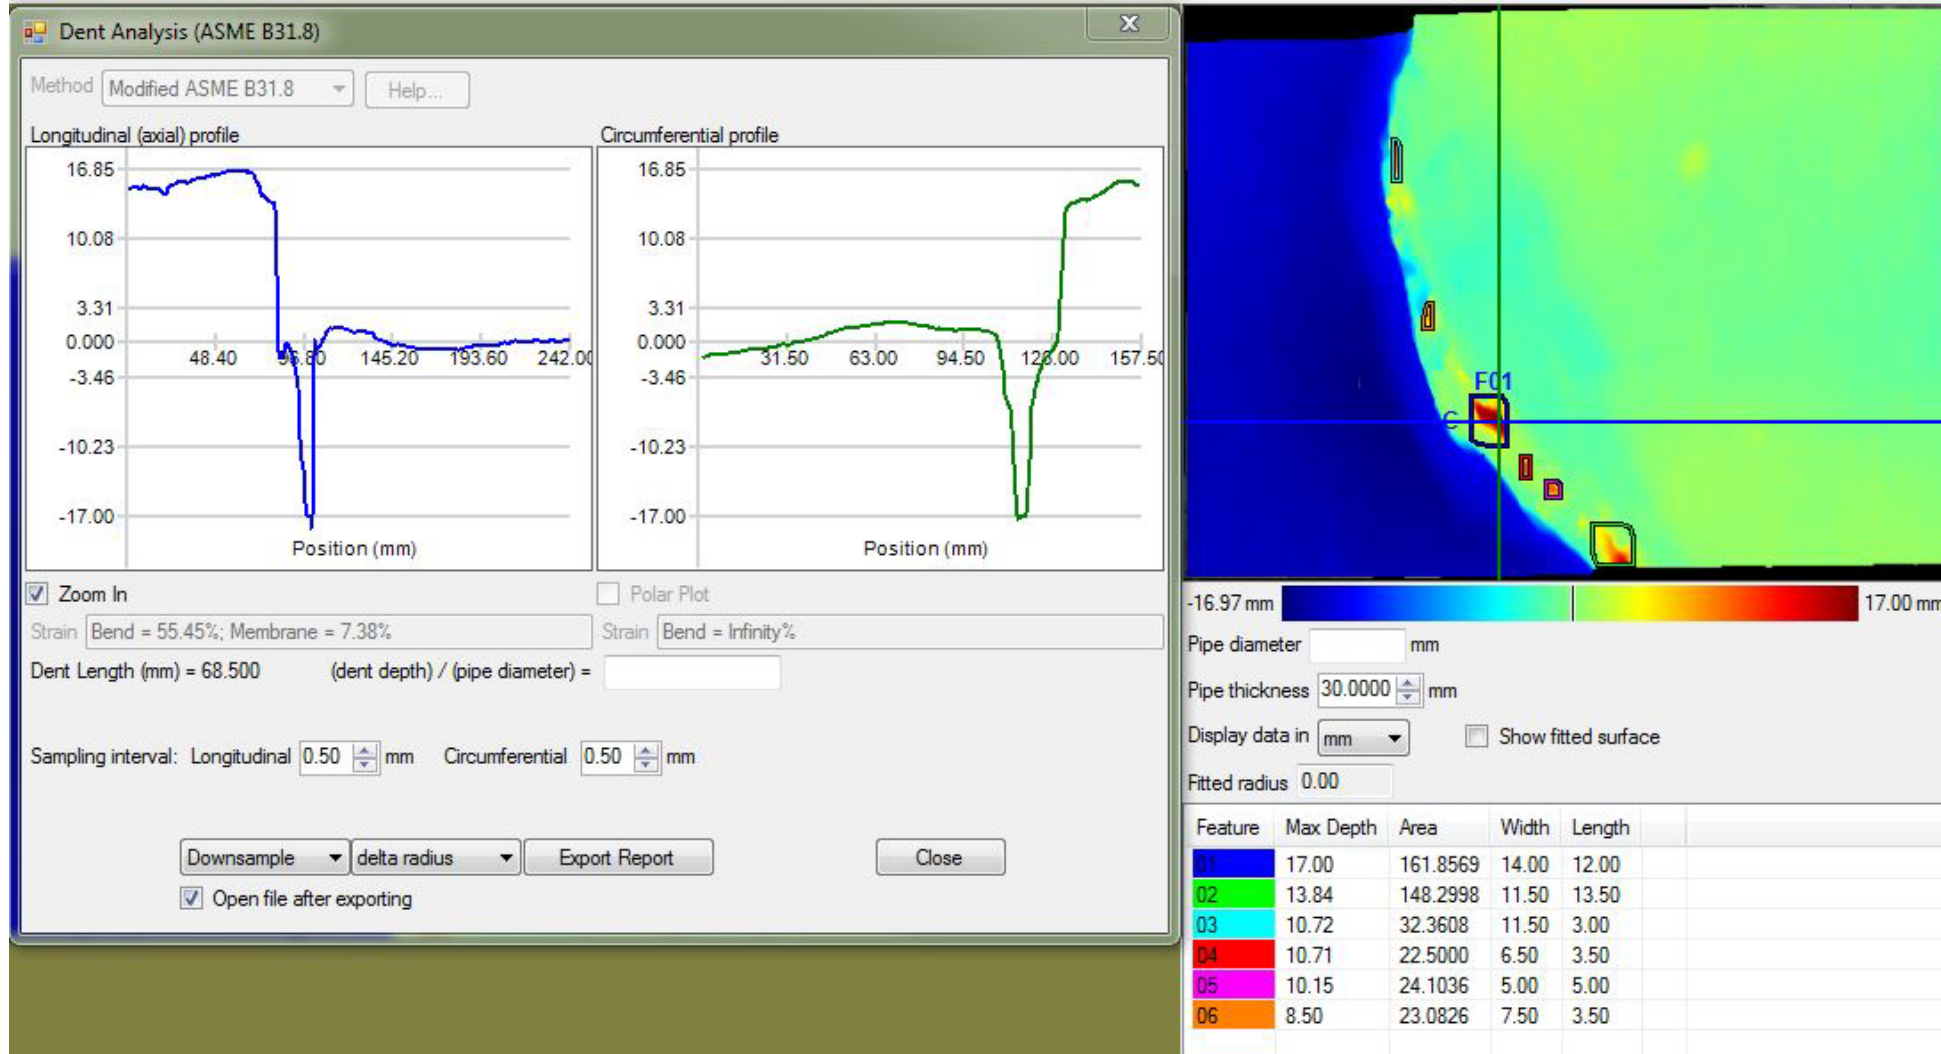 Dent Analysis (ASME B31.8)
Method Modified ASME B31.8 Help...
Longitudinal (axial) profile
16.85
10.08
3.31
0.000
-3.46
-10.23
-17.00
48.40 96.80 145.20 193.60 242.00
Position (mm)
Circumferential profile
16.85
10.08
3.31
0.000
-3.46
-10.23
-17.00
31.50 63.00 94.50 126.00 157.50
Position (mm)
Zoom In
Polar Plot
Strain Bend = 55.45%; Membrane = 7.38%
Strain Bend = Infinity%
Dent Length (mm) = 68.500 (dent depth) / (pipe diameter) =
Sampling interval: Longitudinal 0.50 mm Circumferential 0.50 mm
Downsample delta radius Export Report Close
Open file after exporting
F01
C
-16.97 mm 17.00 mm
Pipe diameter mm
Pipe thickness 30.0000 mm
Display data in mm Show fitted surface
Fitted radius 0.00
Feature Max Depth Area Width Length
01 17.00 161.8569 14.00 12.00
02 13.84 148.2998 11.50 13.50
03 10.72 32.3608 11.50 3.00
04 10.71 22.5000 6.50 3.50
05 10.15 24.1036 5.00 5.00
06 8.50 23.0826 7.50 3.50